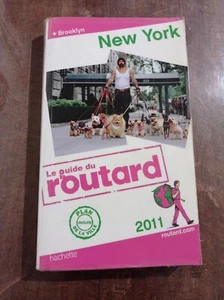 + Brooklyn
New York
Le guide du
routard
PLAN
DE LA VILLE
2011
routard.com
hachette